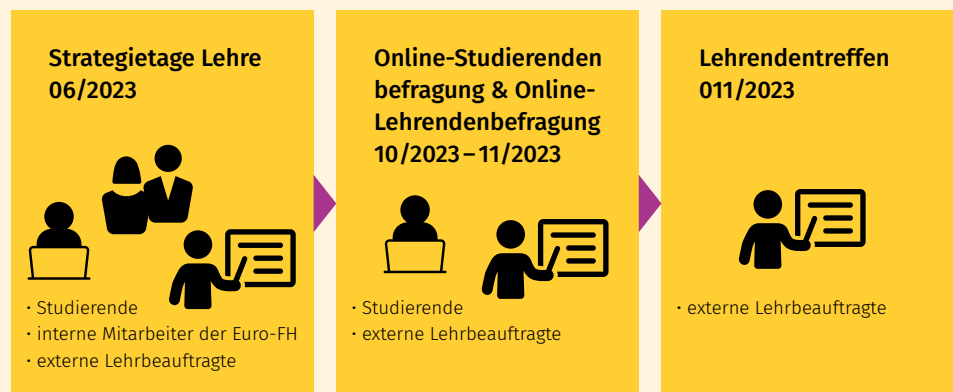 Strategietage Lehre
06/2023
· Studierende
· interne Mitarbeiter der Euro-FH
· externe Lehrbeauftragte
Online-Studierenden
befragung & Online-
Lehrendenbefragung
10/2023–11/2023
· Studierende
· externe Lehrbeauftragte
Lehrendentreffen
011/2023
· externe Lehrbeauftragte